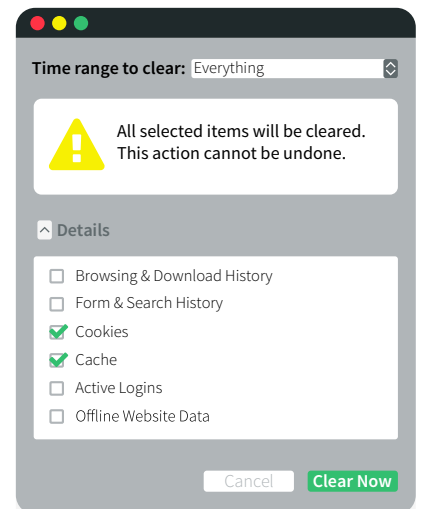 Time range to clear: Everything
All selected items will be cleared.
This action cannot be undone.
Details
Browsing & Download History
Form & Search History
Cookies
Cache
Active Logins
Offline Website Data
Cancel Clear Now